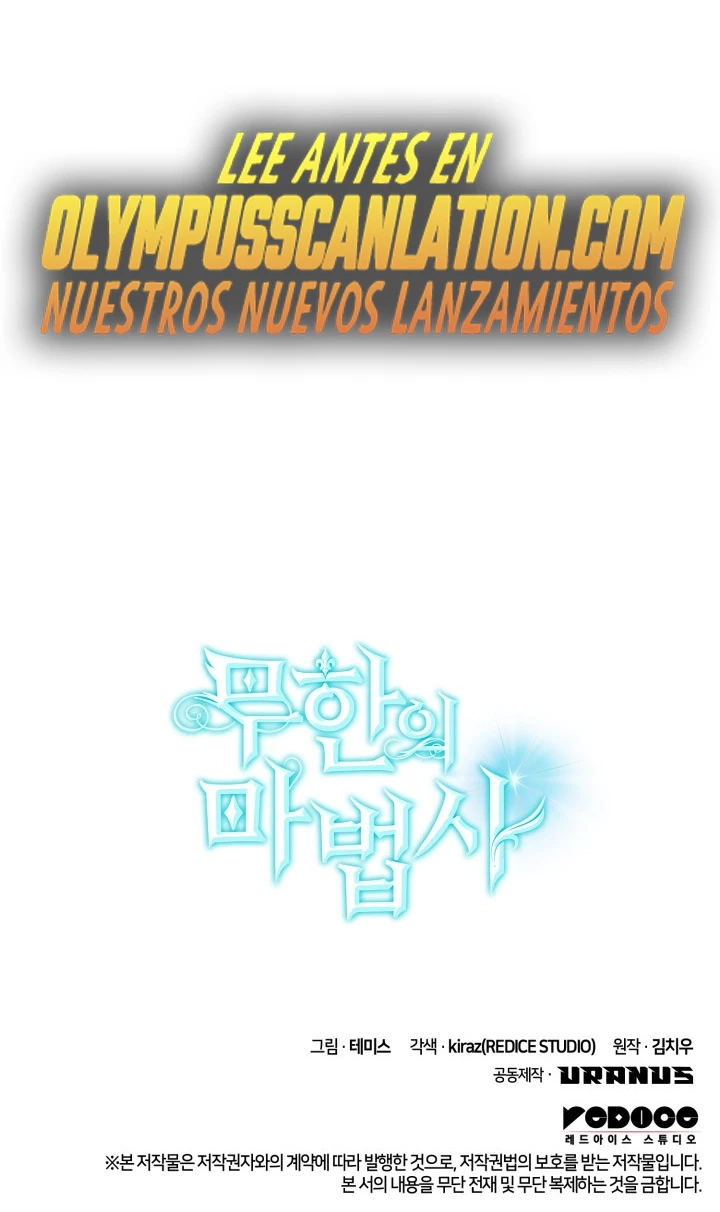 LEE ANTES EN
OLYMPUSSCANLATION.COM
NUESTROS NUEVOS LANZAMIENTOS
무한의
마법사
그림 · 테미스 각색 · kiraz(REDICE STUDIO) 원작 · 김치우
공동제작 · URANUS
REDICE
레드아이스 스튜디오
※본 저작물은 저작권자와의 계약에 따라 발행한 것으로, 저작권법의 보호를 받는 저작물입니다.
본 서의 내용을 무단 전재 및 무단 복제하는 것을 금합니다.